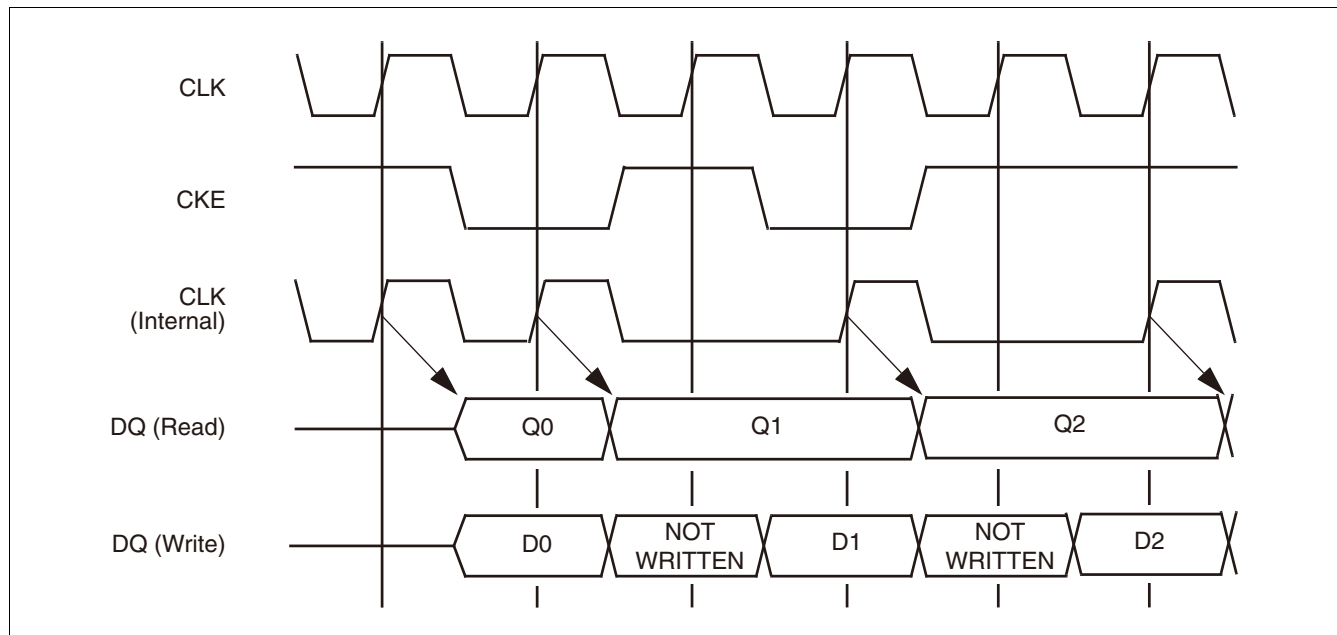 CLK
CKE
CLK
(Internal)
DQ (Read)
Q0
Q1
Q2
DQ (Write)
D0
NOT
WRITTEN
D1
NOT
WRITTEN
D2